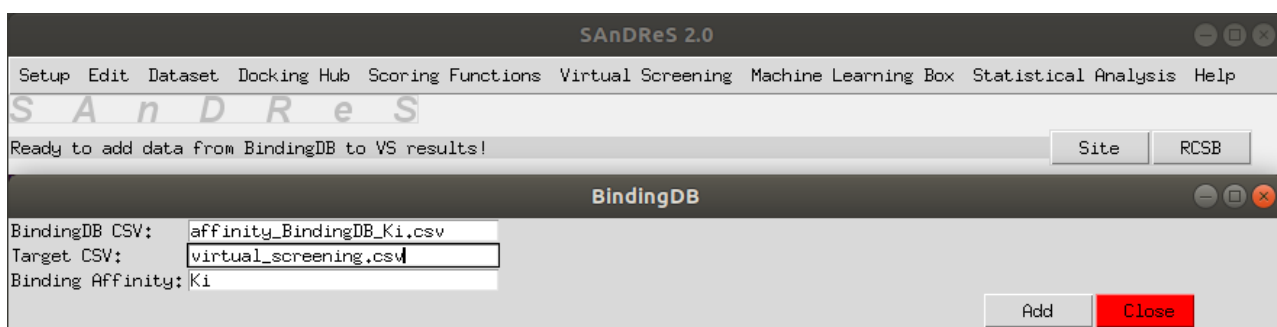 SAnDReS 2.0
Setup Edit Dataset Docking Hub Scoring Functions Virtual Screening Machine Learning Box Statistical Analysis Help
S A n D R e S
Ready to add data from BindingDB to VS results! Site RCSB
BindingDB
BindingDB CSV: affinity_BindingDB_Ki.csv
Target CSV: virtual_screening.csv
Binding Affinity: Ki
Add Close